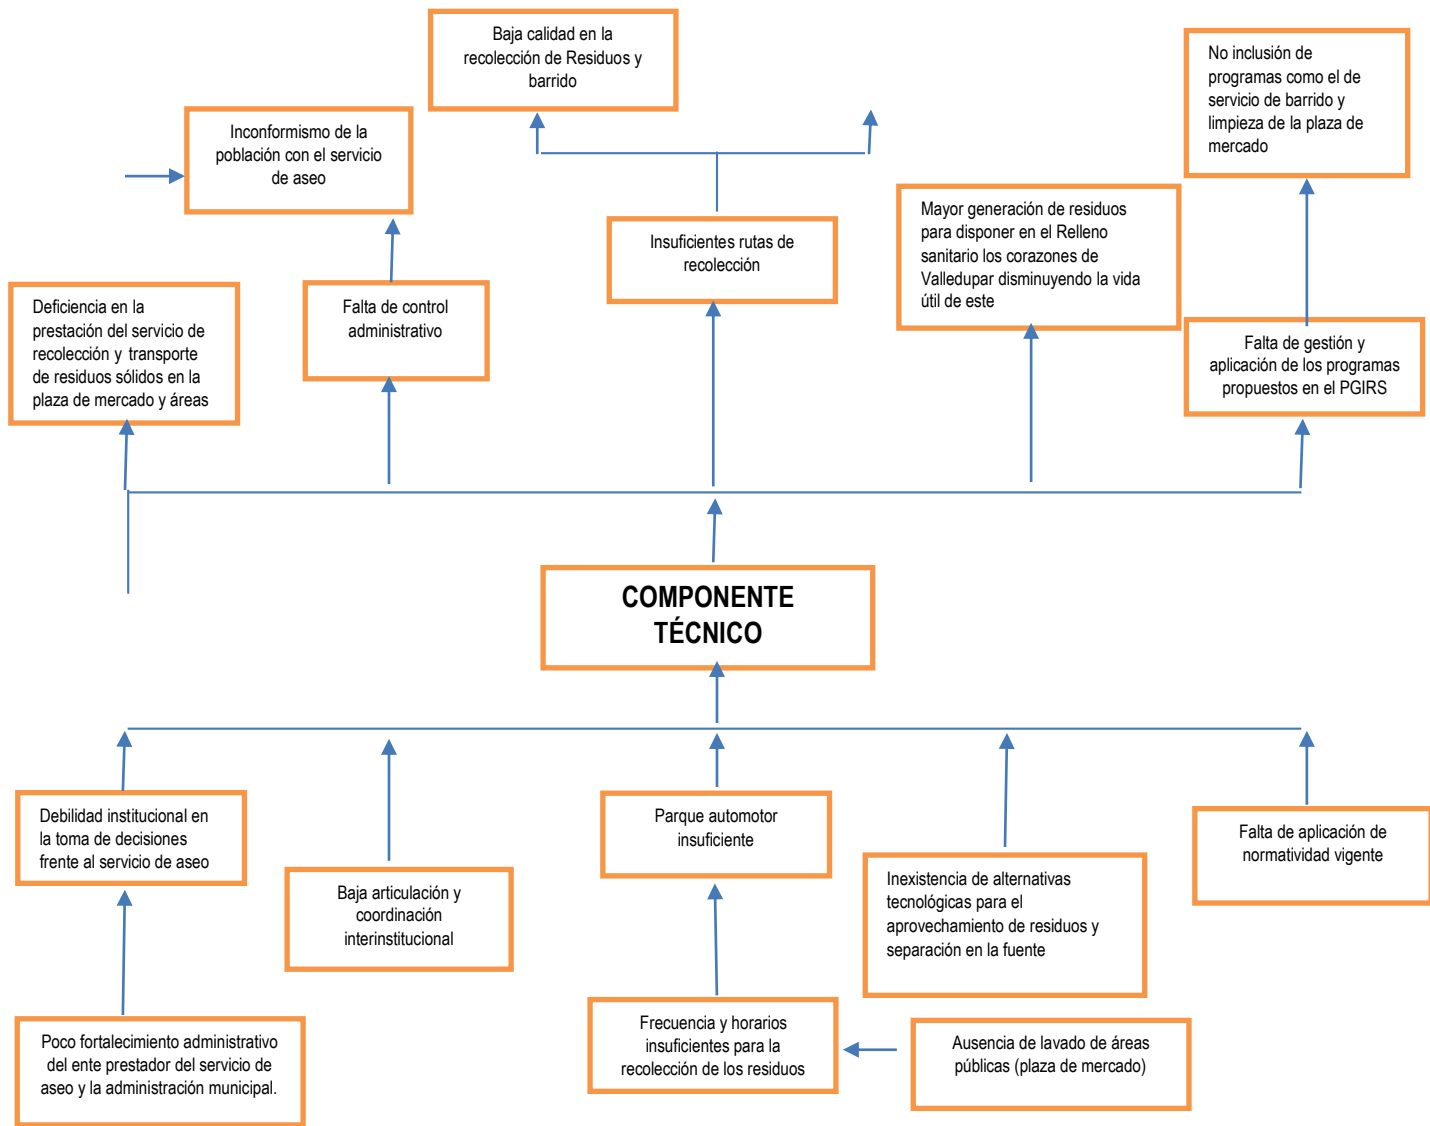 Baja calidad en la
recolección de Residuos y
barrido
No inclusión de
programas como el de
servicio de barrido y
limpieza de la plaza de
mercado
Inconformismo de la
población con el servicio
de aseo
Mayor generación de residuos
para disponer en el Relleno
sanitario los corazones de
Valledupar disminuyendo la vida
útil de este
Insuficientes rutas de
recolección
Deficiencia en la
prestación del servicio de
recolección y transporte
de residuos sólidos en la
plaza de mercado y áreas
Falta de control
administrativo
Falta de gestión y
aplicación de los programas
propuestos en el PGIRS
COMPONENTE
TÉCNICO
Debilidad institucional en
la toma de decisiones
frente al servicio de aseo
Parque automotor
insuficiente
Falta de aplicación de
normatividad vigente
Baja articulación y
coordinación
interinstitucional
Inexistencia de alternativas
tecnológicas para el
aprovechamiento de residuos y
separación en la fuente
Poco fortalecimiento administrativo
del ente prestador del servicio de
aseo y la administración municipal.
Frecuencia y horarios
insuficientes para la
recolección de los residuos
Ausencia de lavado de áreas
públicas (plaza de mercado)